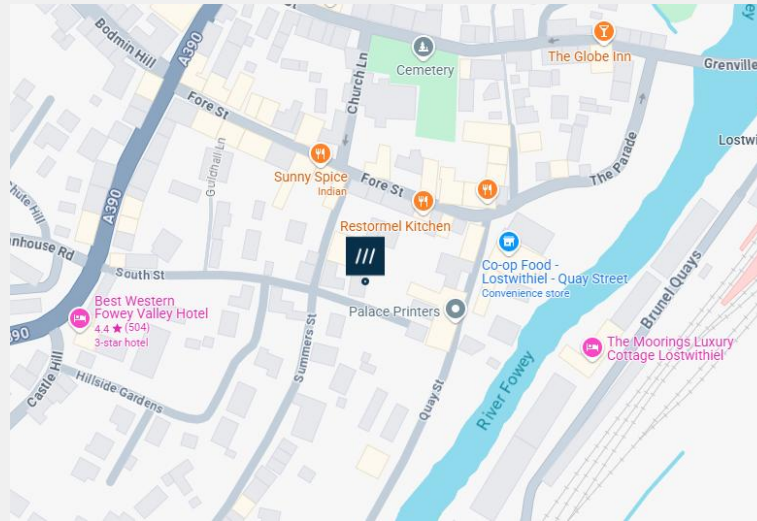 Bodmin Hill
A390
Fore St
Church Ln
Cemetery
The Globe Inn
Grenville
The Parade
Lostwi
Guildhall Ln
Sunny Spice
Indian
Fore St
Restormel Kitchen
///
Co-op Food -
Lostwithiel - Quay Street
Convenience store
Brunel Quays
Chute Hill
A390
nhouse Rd
South St
Best Western
Fowey Valley Hotel
4.4 ★ (504)
3-star hotel
90
Castle Hill
Hillside Gardens
Summers St
Palace Printers
Quay St
River Fowey
The Moorings Luxury
Cottage Lostwithiel